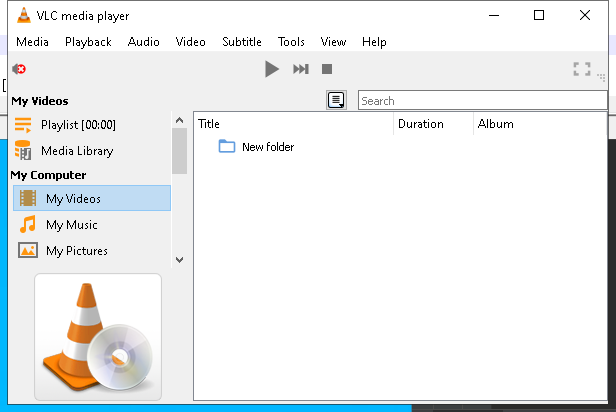 VLC media player
Media Playback Audio Video Subtitle Tools View Help
My Videos
Search
Playlist [00:00]
Media Library
My Computer
My Videos
My Music
My Pictures
Title Duration Album
New folder